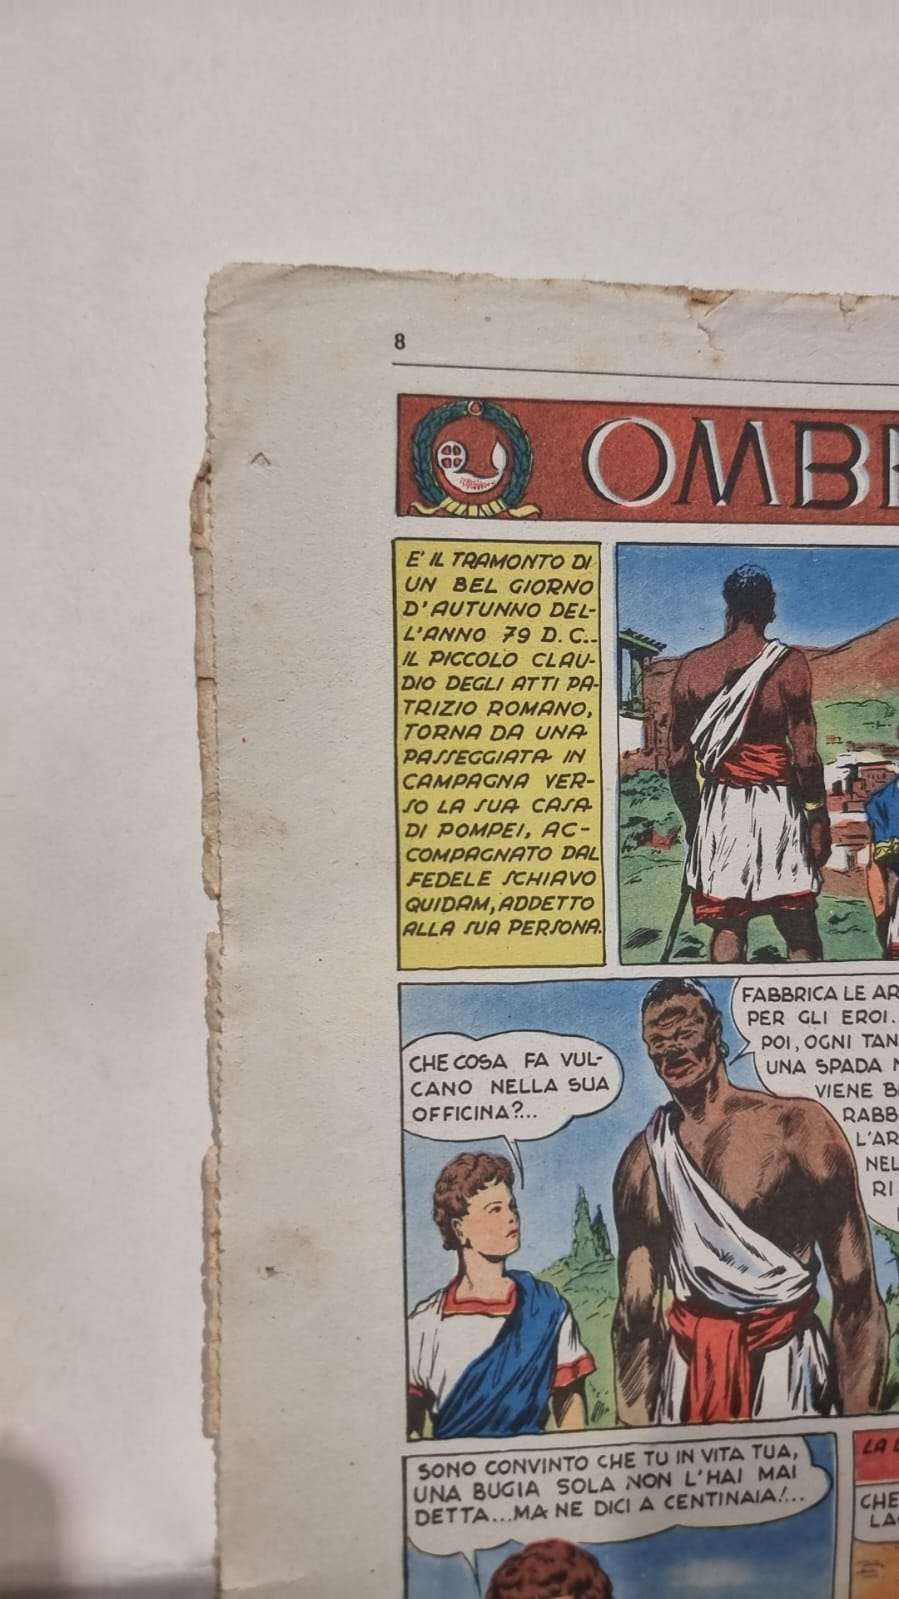 8
OMB
E' IL TRAMONTO DI
UN BEL GIORNO
D'AUTUNNO DEL-
L'ANNO 79 D.C..
IL PICCOLO CLAU-
DIO DEGLI ATTI PA-
TRIZIO ROMANO,
TORNA DA UNA
PASSEGGIATA IN
CAMPAGNA VER-
SO LA SUA CASA
DI POMPEI, AC-
COMPAGNATO DAL
FEDELE SCHIAVO
QUIDAM, ADDETTO
ALLA SUA PERSONA.
CHE COSA FA VUL-
CANO NELLA SUA
OFFICINA?...
FABBRICA LE AR
PER GLI EROI..
POI, OGNI TAN
UNA SPADA
VIENE B
RABB
L'AR
NEL
RI
SONO CONVINTO CHE TU IN VITA TUA,
UNA BUGIA SOLA NON L'HAI MAI
DETTA...MA NE DICI A CENTINAIA!...
LA
CHE
LA